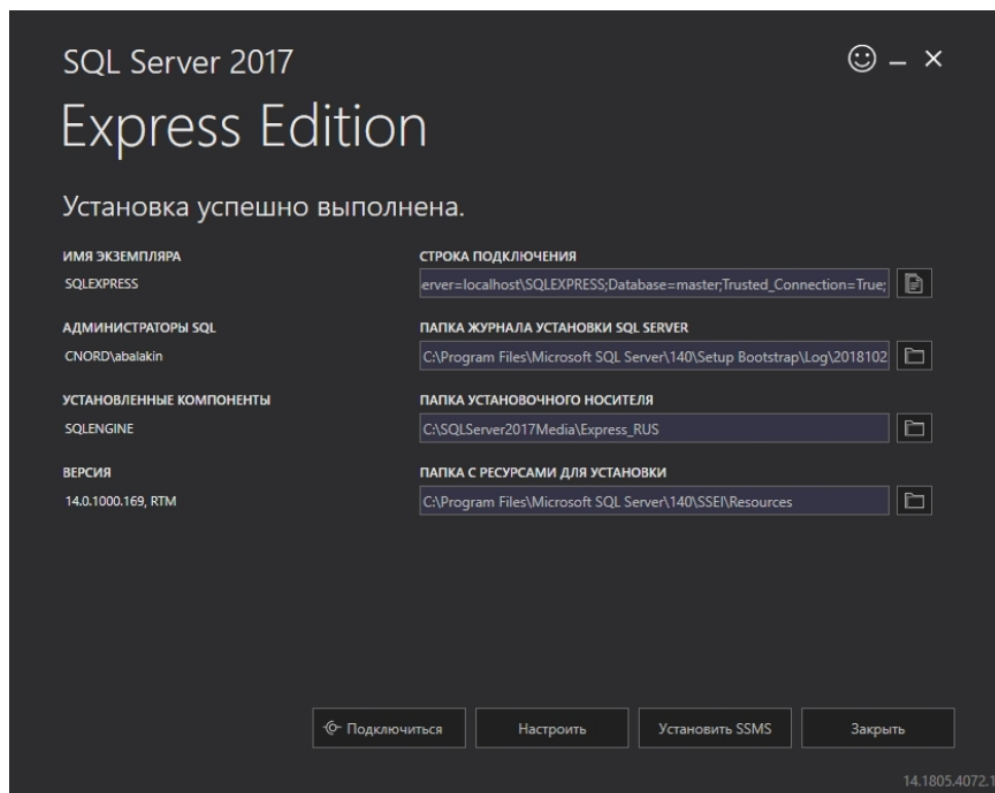 SQL Server 2017
Express Edition
Установка успешно выполнена.
ИМЯ ЭКЗЕМПЛЯРА
SQLEXPRESS
СТРОКА ПОДКЛЮЧЕНИЯ
erver=localhost\SQLEXPRESS;Database=master;Trusted_Connection=True;
АДМИНИСТРАТОРЫ SQL
CNORD\abalakin
ПАПКА ЖУРНАЛА УСТАНОВКИ SQL SERVER
C:\Program Files\Microsoft SQL Server\140\Setup Bootstrap\Log\2018102
УСТАНОВЛЕННЫЕ КОМПОНЕНТЫ
SQLENGINE
ПАПКА УСТАНОВОЧНОГО НОСИТЕЛЯ
C:\SQLServer2017Media\Express_RUS
ВЕРСИЯ
14.0.1000.169, RTM
ПАПКА С РЕСУРСАМИ ДЛЯ УСТАНОВКИ
C:\Program Files\Microsoft SQL Server\140\SSEI\Resources
Подключиться
Настроить
Установить SSMS
Закрыть
14.1805.4072.1